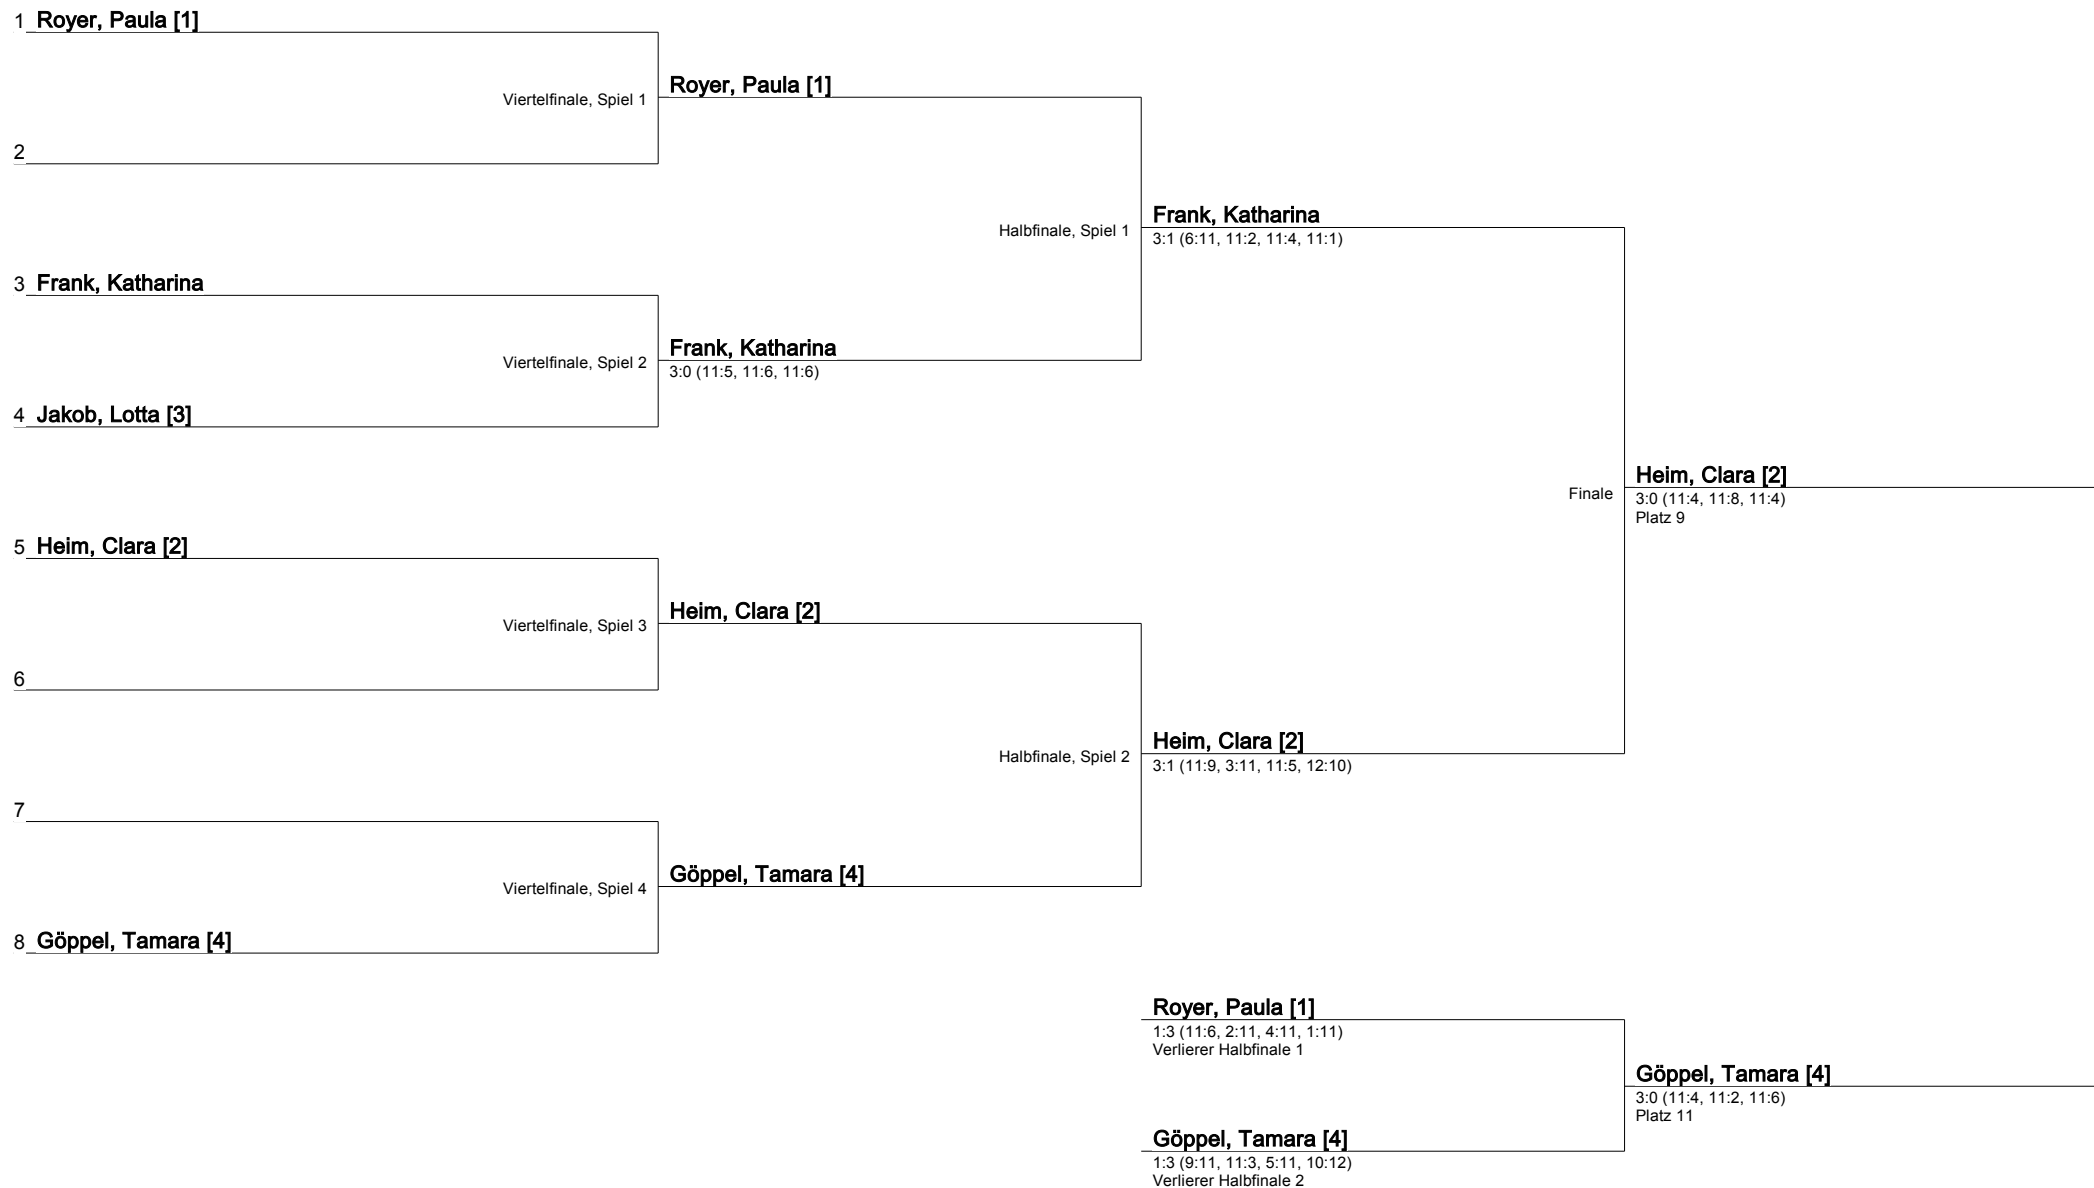 1 Royer, Paula [1]
Viertelfinale, Spiel 1
Royer, Paula [1]
2
Halbfinale, Spiel 1
Frank, Katharina
3:1 (6:11, 11:2, 11:4, 11:1)
3 Frank, Katharina
Viertelfinale, Spiel 2
Frank, Katharina
3:0 (11:5, 11:6, 11:6)
4 Jakob, Lotta [3]
Finale
Heim, Clara [2]
3:0 (11:4, 11:8, 11:4)
Platz 9
5 Heim, Clara [2]
Viertelfinale, Spiel 3
Heim, Clara [2]
6
Halbfinale, Spiel 2
Heim, Clara [2]
3:1 (11:9, 3:11, 11:5, 12:10)
7
Viertelfinale, Spiel 4
Göppel, Tamara [4]
8 Göppel, Tamara [4]
Royer, Paula [1]
1:3 (11:6, 2:11, 4:11, 1:11)
Verlierer Halbfinale 1
Göppel, Tamara [4]
3:0 (11:4, 11:2, 11:6)
Platz 11
Göppel, Tamara [4]
1:3 (9:11, 11:3, 5:11, 10:12)
Verlierer Halbfinale 2